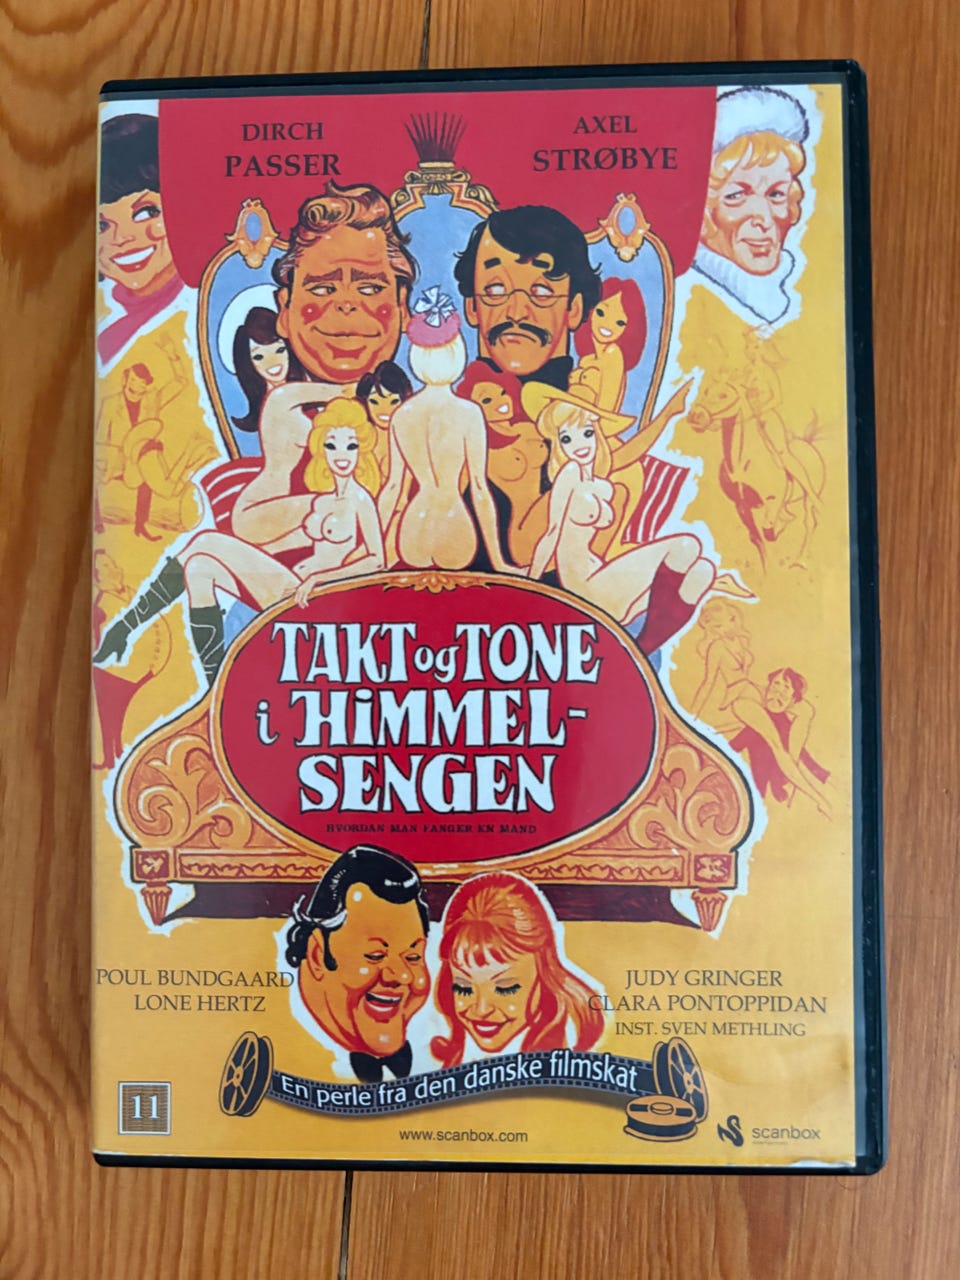 DIRCH
PASSER
AXEL
STRØBYE
TAKT og TONE
i HIMMEL-
SENGEN
HVORDAN MAN FANGER EN MAND
POUL BUNDGAARD
LONE HERTZ
JUDY GRINGER
CLARA PONTOPPIDAN
INST. SVEN METHLING
En perle fra den danske filmskat
11
www.scanbox.com
scanbox